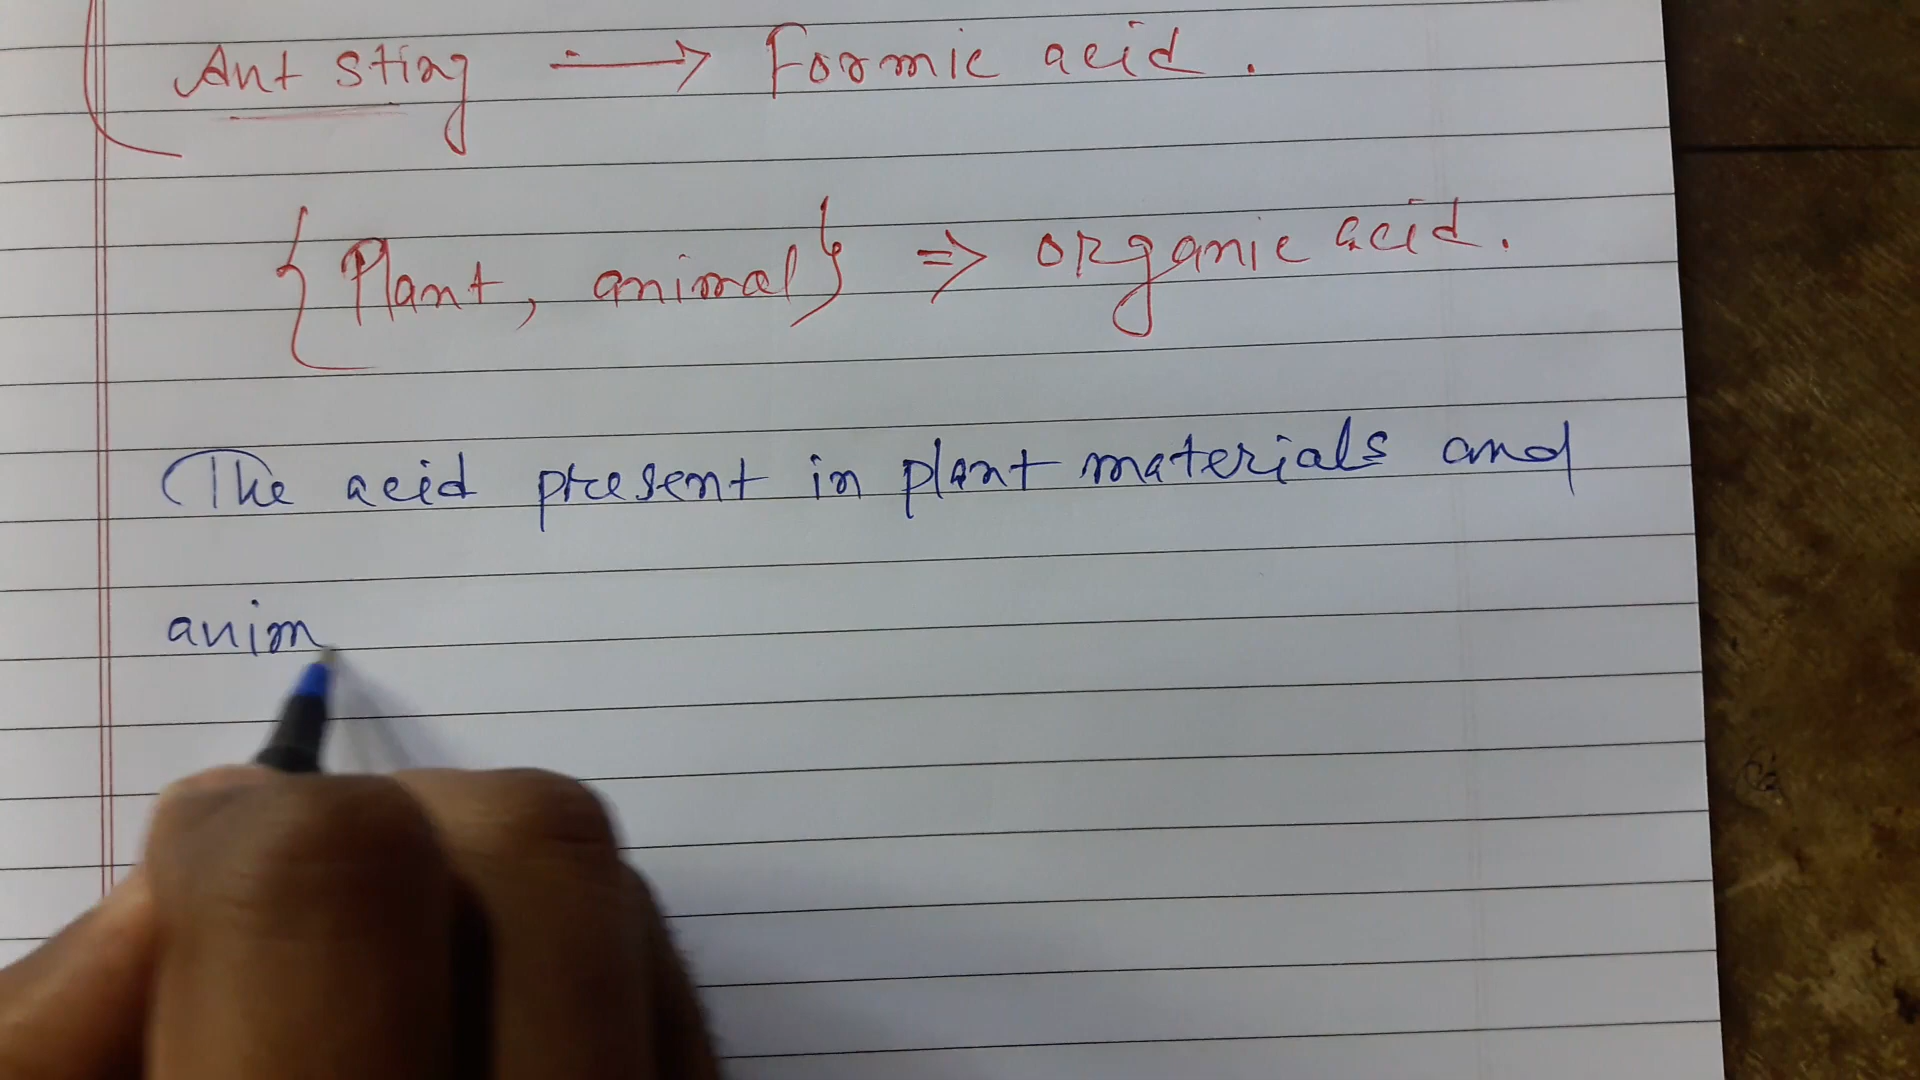 Ant sting → Formic acid.
{Plant, animal} ⇒ organic acid.
The acid present in plant materials and
anim